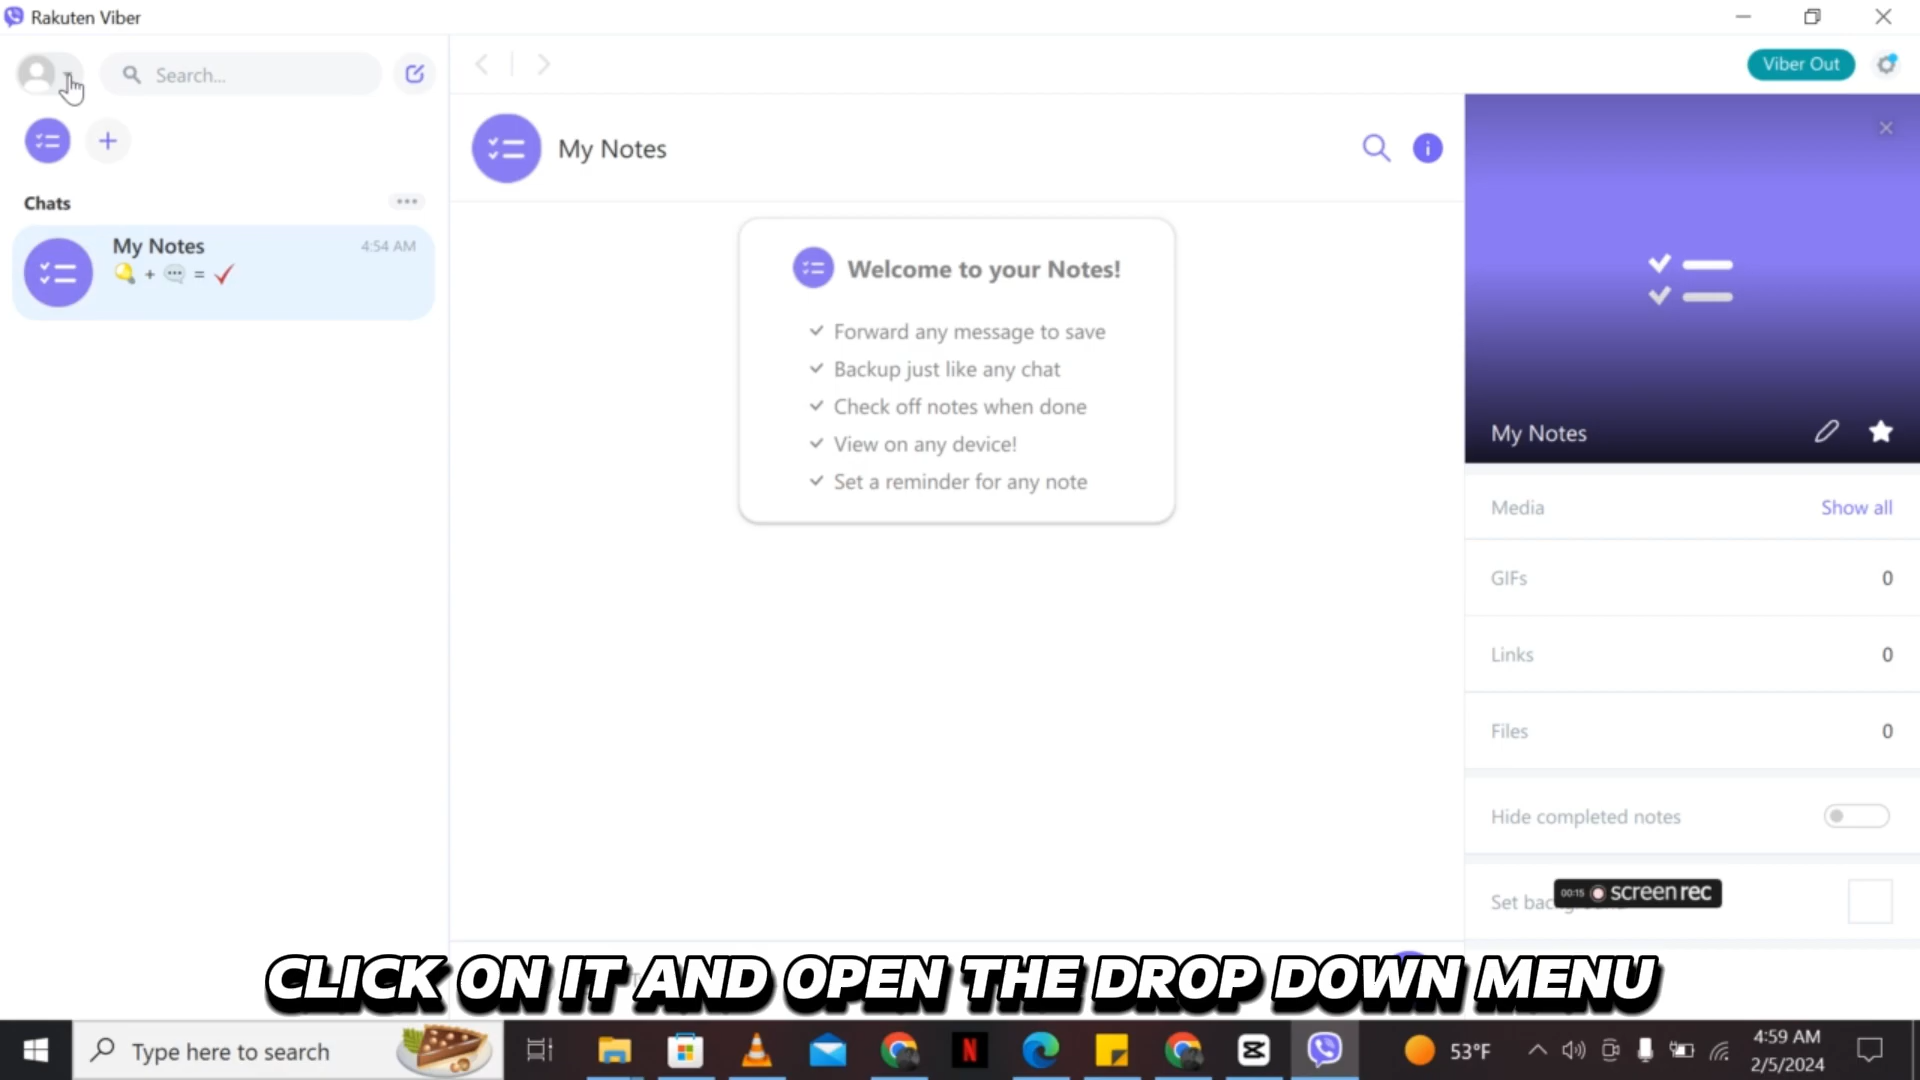 Rakuten Viber
Search...
Viber Out
My Notes
Chats
My Notes
4:54 AM
+ = 
Welcome to your Notes!
Forward any message to save
Backup just like any chat
Check off notes when done
View on any device!
Set a reminder for any note
My Notes
Media
Show all
GIFs
0
Links
0
Files
0
Hide completed notes
00:15 screenrec
CLICK ON IT AND OPEN THE DROP DOWN MENU
Type here to search
53°F
4:59 AM
2/5/2024